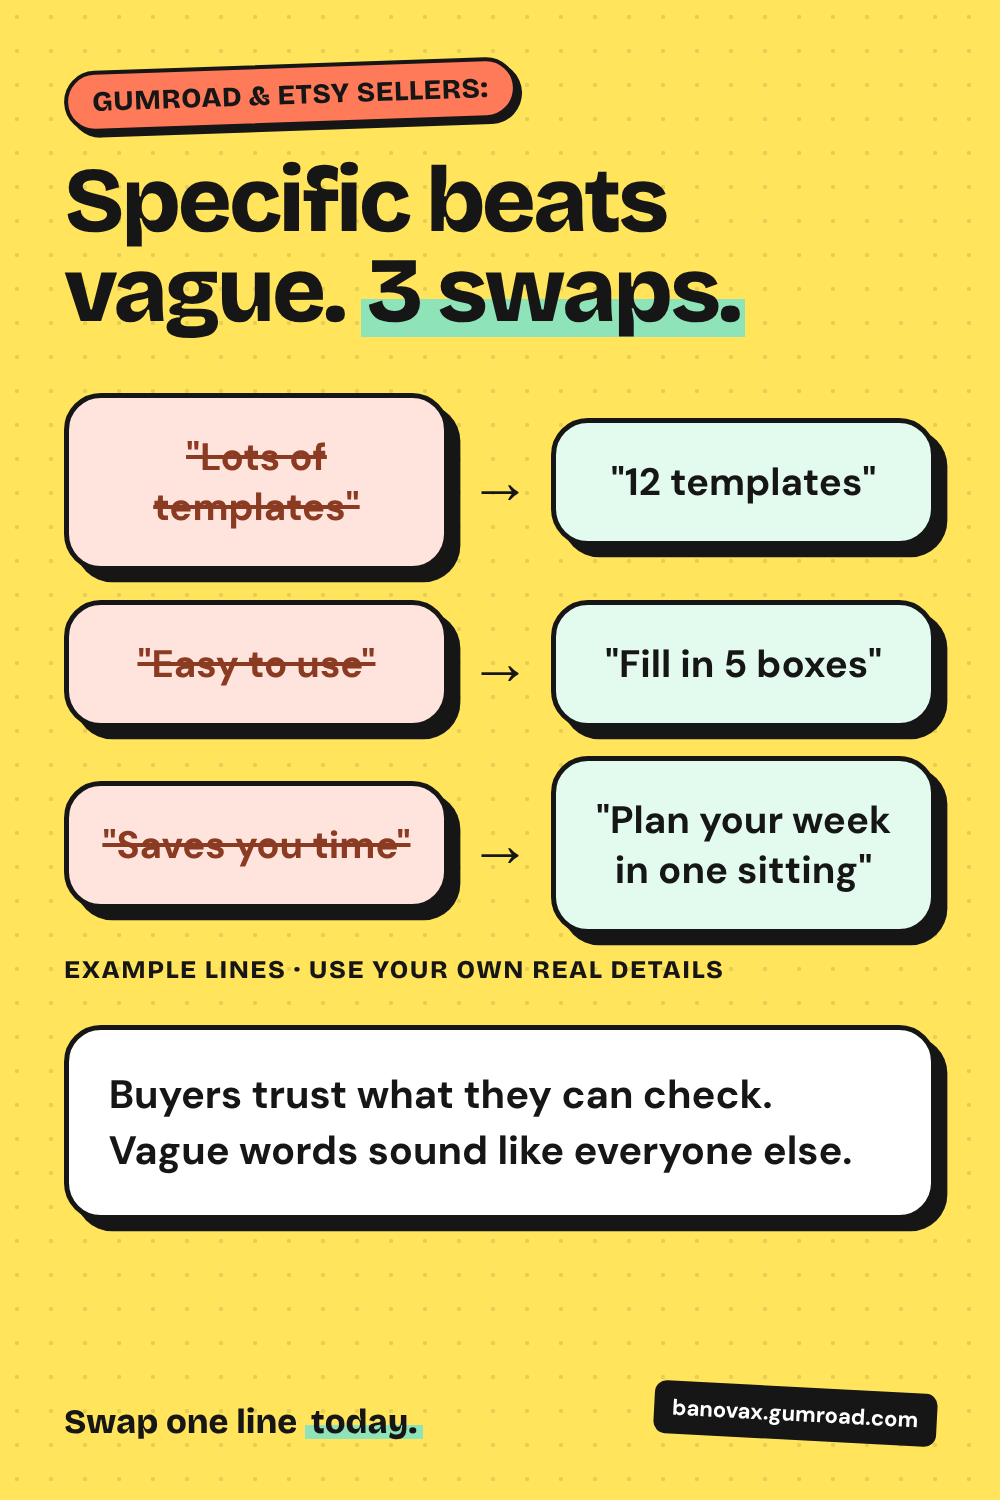 GUMROAD & ETSY SELLERS:
Specific beats
vague. 3 swaps.
"Lots of
templates"
→
"12 templates"
"Easy to use"
→
"Fill in 5 boxes"
"Saves you time"
→
"Plan your week
in one sitting"
EXAMPLE LINES · USE YOUR OWN REAL DETAILS
Buyers trust what they can check.
Vague words sound like everyone else.
Swap one line today.
banovax.gumroad.com